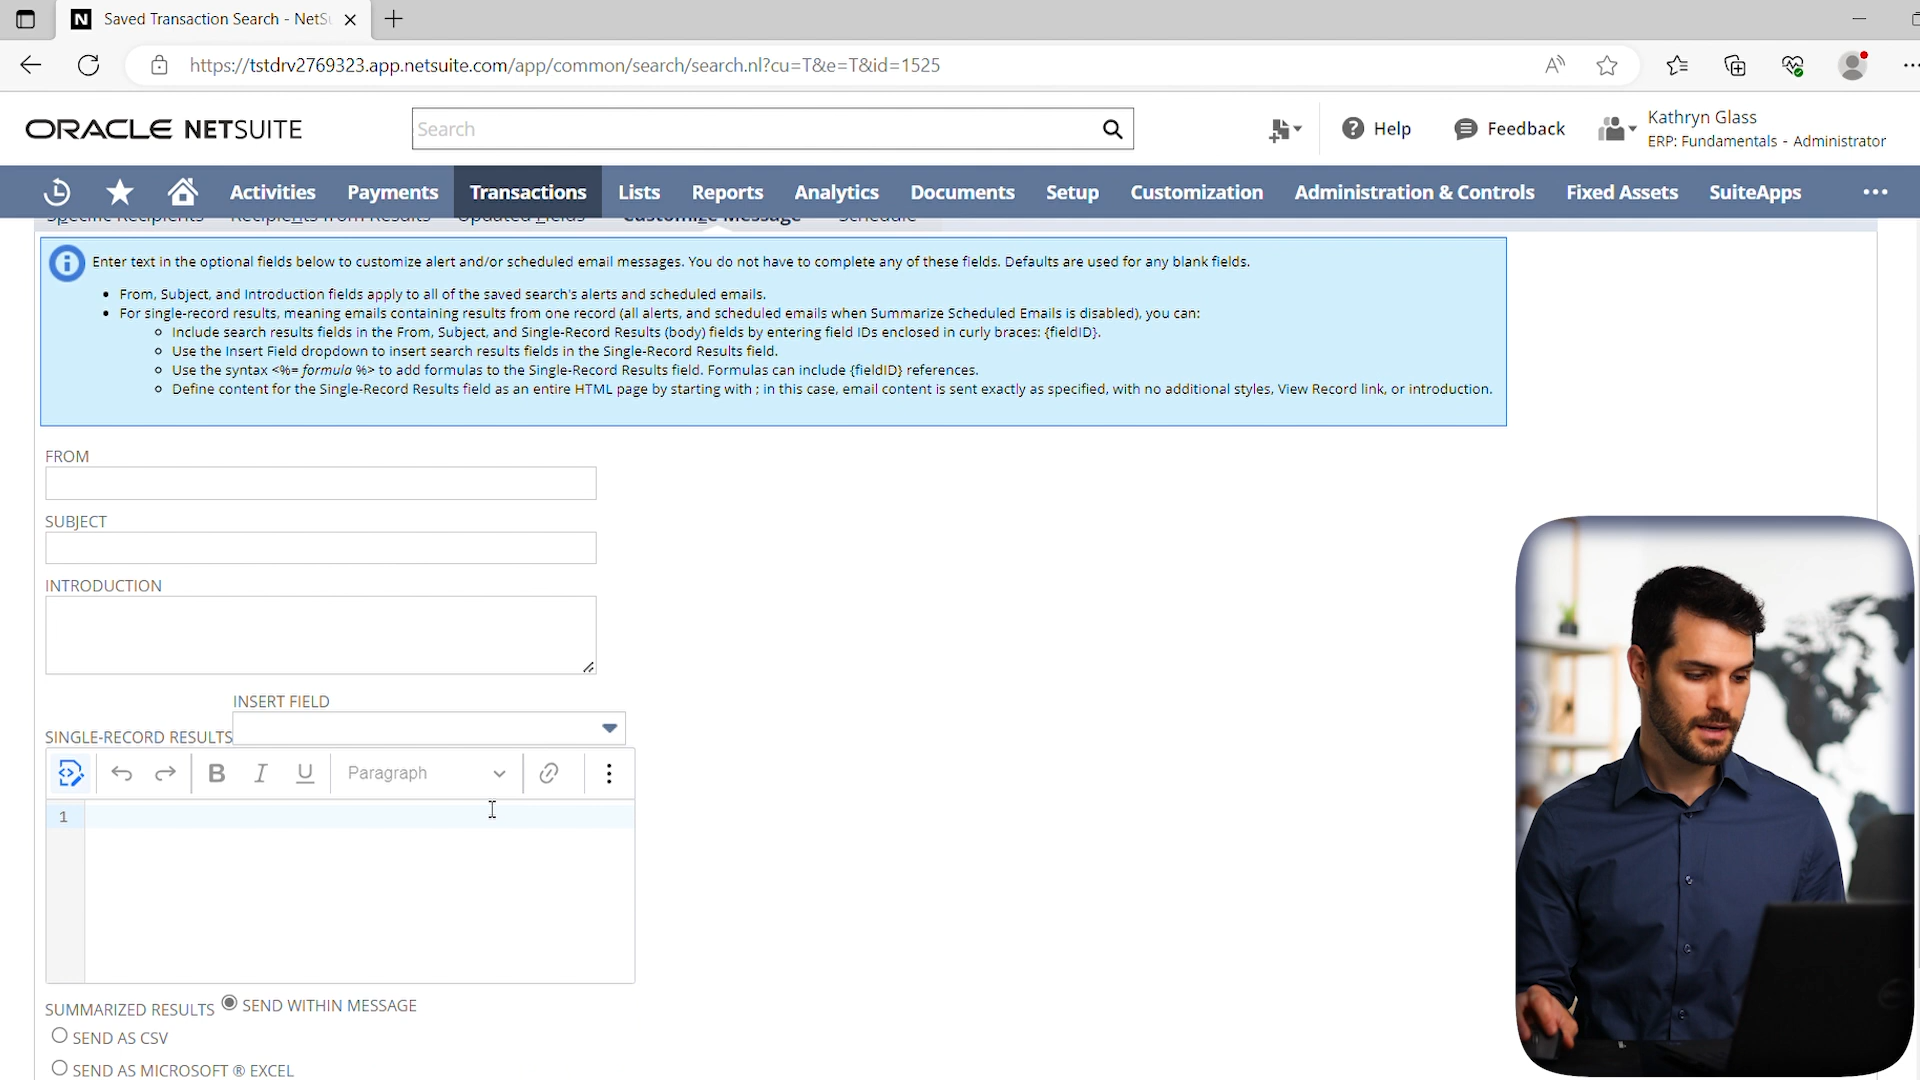 N Saved Transaction Search - NetSu
https://tstdrv2769323.app.netsuite.com/app/common/search/search.nl?cu=T&e=T&id=1525
ORACLE NETSUITE
Search
Help
Feedback
Kathryn Glass
ERP: Fundamentals - Administrator
Activities Payments Transactions Lists Reports Analytics Documents Setup Customization Administration & Controls Fixed Assets SuiteApps
Specific Recipients Recipients from Results Updated Fields Customize Message Schedule
Enter text in the optional fields below to customize alert and/or scheduled email messages. You do not have to complete any of these fields. Defaults are used for any blank fields.
• From, Subject, and Introduction fields apply to all of the saved search's alerts and scheduled emails.
• For single-record results, meaning emails containing results from one record (all alerts, and scheduled emails when Summarize Scheduled Emails is disabled), you can:
Include search results fields in the From, Subject, and Single-Record Results (body) fields by entering field IDs enclosed in curly braces: {fieldID}.
Use the Insert Field dropdown to insert search results fields in the Single-Record Results field.
Use the syntax <%= formula %> to add formulas to the Single-Record Results field. Formulas can include {fieldID} references.
Define content for the Single-Record Results field as an entire HTML page by starting with ; in this case, email content is sent exactly as specified, with no additional styles, View Record link, or introduction.
FROM
SUBJECT
INTRODUCTION
INSERT FIELD
SINGLE-RECORD RESULTS
B I U Paragraph
1
SUMMARIZED RESULTS SEND WITHIN MESSAGE
SEND AS CSV
SEND AS MICROSOFT ® EXCEL